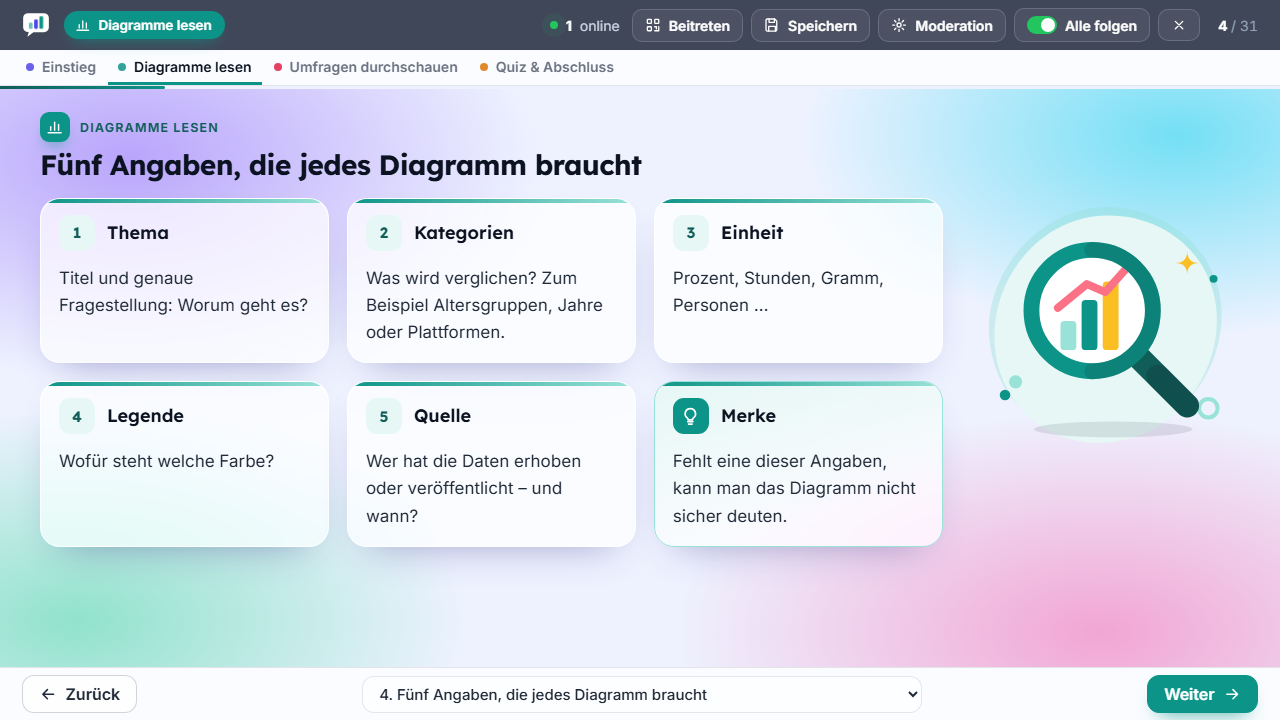 Diagramme lesen
1 online
Beitreten
Speichern
Moderation
Alle folgen
4 / 31
Einstieg
Diagramme lesen
Umfragen durchschauen
Quiz & Abschluss
DIAGRAMME LESEN
Fünf Angaben, die jedes Diagramm braucht
1 Thema
Titel und genaue
Fragestellung: Worum geht es?
2 Kategorien
Was wird verglichen? Zum
Beispiel Altersgruppen, Jahre
oder Plattformen.
3 Einheit
Prozent, Stunden, Gramm,
Personen …
4 Legende
Wofür steht welche Farbe?
5 Quelle
Wer hat die Daten erhoben
oder veröffentlicht – und
wann?
Merke
Fehlt eine dieser Angaben,
kann man das Diagramm nicht
sicher deuten.
Zurück
4. Fünf Angaben, die jedes Diagramm braucht
Weiter